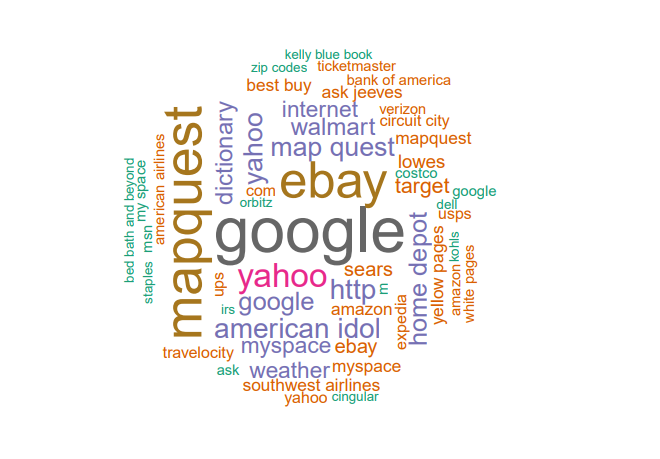 kelly blue book
zip codes
ticketmaster
best buy
bank of america
ask jeeves
internet
verizon
walmart
circuit city
map quest
mapquest
dictionary
yahoo
mapquest
american airlines
bed bath and beyond
my space
msn
staples
com
orbitz
ebay
lowes
costco
target
google
dell
usps
google
yahoo
sears
ups
irs
google
http
m
amazon
home depot
yellow pages
kohls
amazon
white pages
expedia
american idol
travelocity
myspace
ebay
ask
weather
myspace
southwest airlines
yahoo
cingular